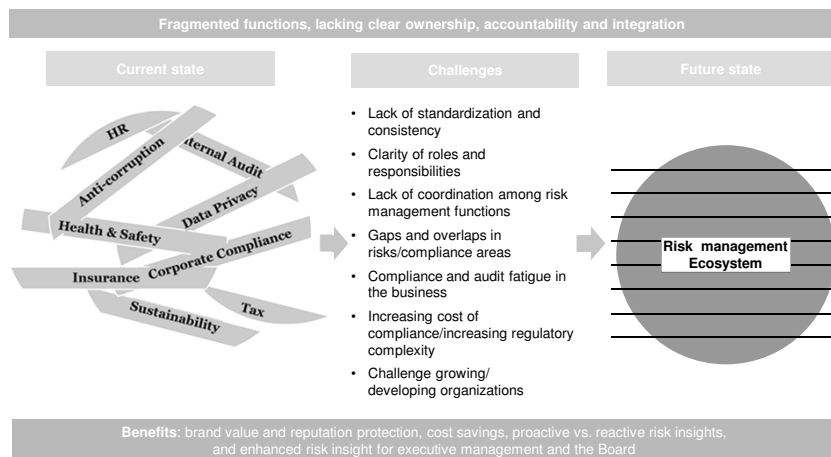 Fragmented functions, lacking clear ownership, accountability and integration
Current state
Challenges
Future state
HR
Anti-corruption
ternal Audit
Data Privacy
Health & Safety
Corporate Compliance
Insurance
Tax
Sustainability
• Lack of standardization and
consistency
• Clarity of roles and
responsibilities
• Lack of coordination among risk
management functions
• Gaps and overlaps in
risks/compliance areas
• Compliance and audit fatigue in
the business
• Increasing cost of
compliance/increasing regulatory
complexity
• Challenge growing/
developing organizations
Risk management
Ecosystem
Benefits: brand value and reputation protection, cost savings, proactive vs. reactive risk insights,
and enhanced risk insight for executive management and the Board